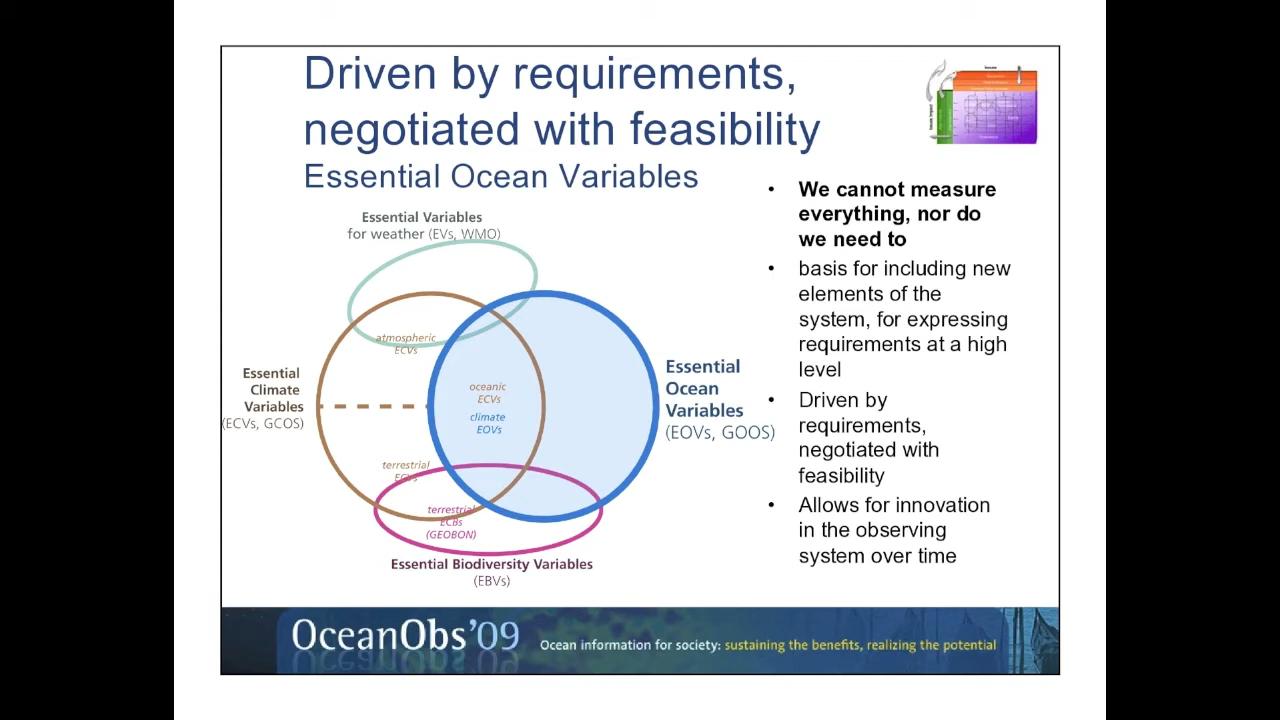 Driven by requirements,
negotiated with feasibility
Essential Ocean Variables
Essential Variables
for weather (EVs, WMO)
atmospheric
ECVs
Essential
Climate
Variables
(ECVs, GCOS)
oceanic
ECVs
climate
EOVs
Essential
Ocean
Variables
(EOVs, GOOS)
terrestrial
ECVs
terrestrial
ECBs
(GEOBON)
Essential Biodiversity Variables
(EBVs)
• We cannot measure
everything, nor do
we need to
• basis for including new
elements of the
system, for expressing
requirements at a high
level
• Driven by
requirements,
negotiated with
feasibility
• Allows for innovation
in the observing
system over time
OceanObs'09
Ocean information for society: sustaining the benefits, realizing the potential